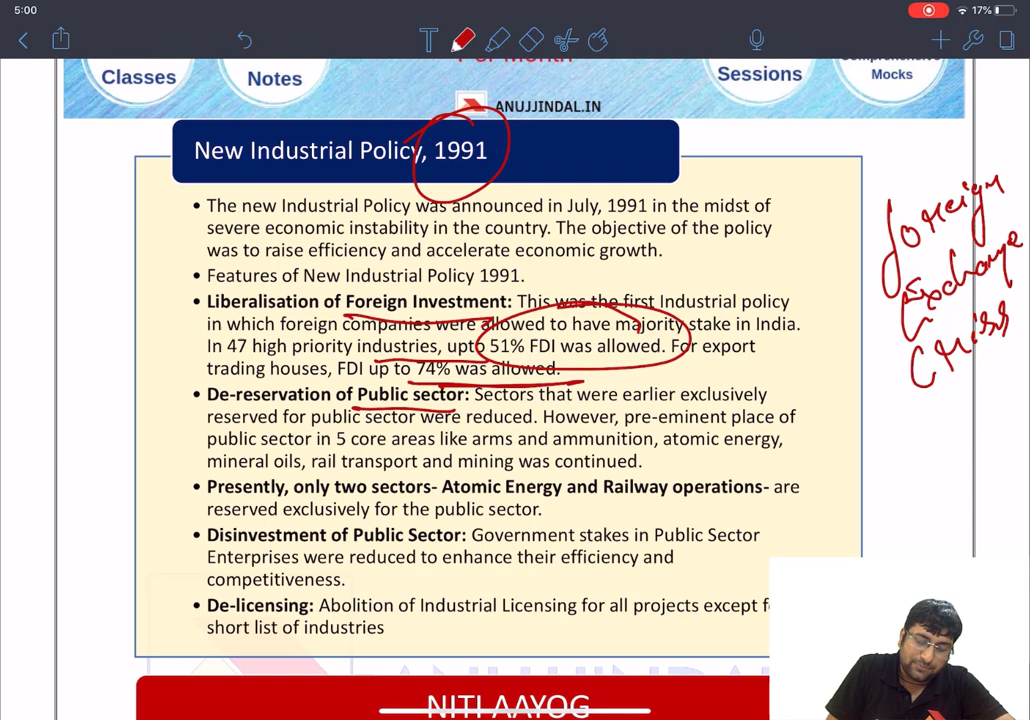 5:00
17%
T
Per Month
Classes
Notes
Sessions
Comprehensive
Mocks
ANUJJINDAL.IN
New Industrial Policy, 1991
• The new Industrial Policy was announced in July, 1991 in the midst of
severe economic instability in the country. The objective of the policy
was to raise efficiency and accelerate economic growth.
• Features of New Industrial Policy 1991.
• Liberalisation of Foreign Investment: This was the first Industrial policy
in which foreign companies were allowed to have majority stake in India.
In 47 high priority industries, upto 51% FDI was allowed. For export
trading houses, FDI up to 74% was allowed.
• De-reservation of Public sector: Sectors that were earlier exclusively
reserved for public sector were reduced. However, pre-eminent place of
public sector in 5 core areas like arms and ammunition, atomic energy,
mineral oils, rail transport and mining was continued.
• Presently, only two sectors- Atomic Energy and Railway operations- are
reserved exclusively for the public sector.
• Disinvestment of Public Sector: Government stakes in Public Sector
Enterprises were reduced to enhance their efficiency and
competitiveness.
• De-licensing: Abolition of Industrial Licensing for all projects except
short list of industries
Foreign
Exchange
Crisis
NITI AAYOG